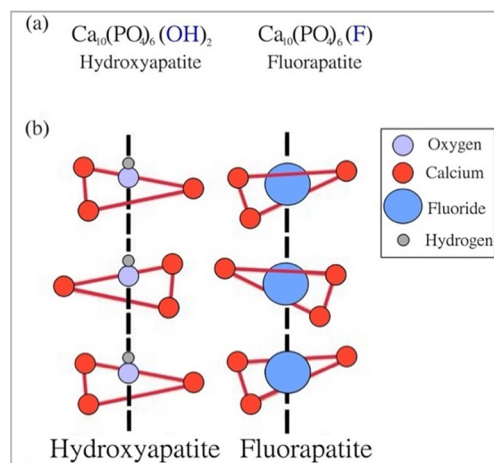 (a)
Ca₁₀(PO₄)₆(OH)₂ Ca₁₀(PO₄)₆(F)
Hydroxyapatite Fluorapatite
(b)
Oxygen
Calcium
Fluoride
Hydrogen
Hydroxyapatite Fluorapatite